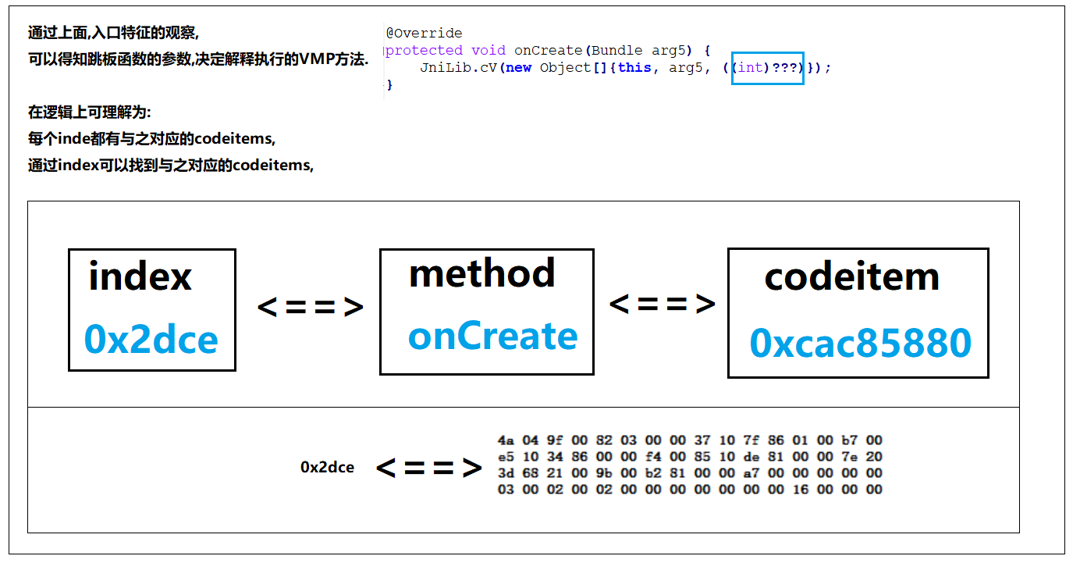 通过上面,入口特征的观察,
可以得知跳板函数的参数,决定解释执行的VMP方法.
@Override
protected void onCreate(Bundle arg5) {
JniLib.cV(new Object[]{this, arg5, ((int)???)});
}
在逻辑上可理解为:
每个inde都有与之对应的codeitems,
通过index可以找到与之对应的codeitems,
index <==> method <==> codeitem
0x2dce onCreate 0xcac85880
0x2dce <==>
4a 04 9f 00 82 03 00 00 37 10 7f 86 01 00 b7 00
e5 10 34 86 00 00 f4 00 85 10 de 81 00 00 7e 20
3d 68 21 00 9b 00 b2 81 00 00 a7 00 00 00 00 00
03 00 02 00 02 00 00 00 00 00 00 00 16 00 00 00